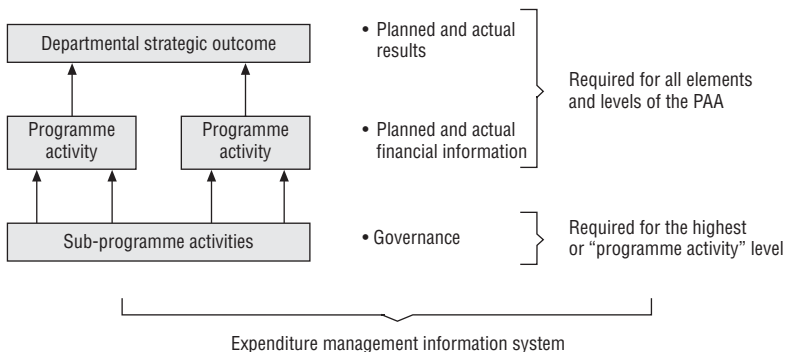 Departmental strategic outcome
Programme
activity
Programme
activity
Sub-programme activities
• Planned and actual
results
• Planned and actual
financial information
• Governance
Required for all elements
and levels of the PAA
Required for the highest
or “programme activity” level
Expenditure management information system